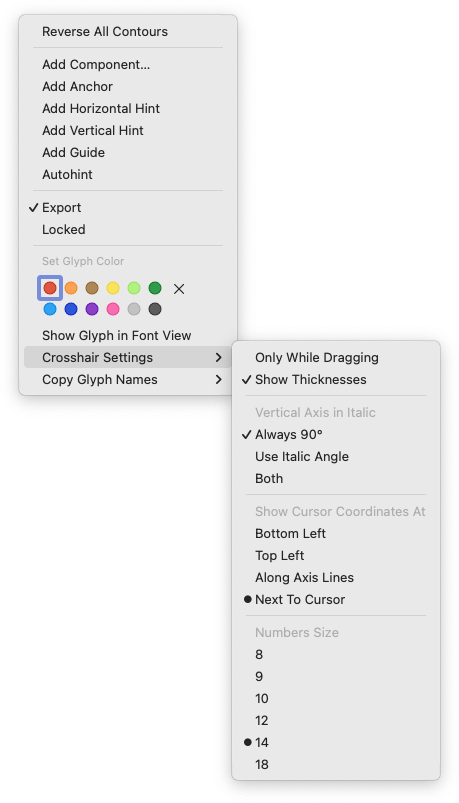 Reverse All Contours
Add Component...
Add Anchor
Add Horizontal Hint
Add Vertical Hint
Add Guide
Autohint
Export
Locked
Set Glyph Color
Show Glyph in Font View
Crosshair Settings
Copy Glyph Names
Only While Dragging
Show Thicknesses
Vertical Axis in Italic
Always 90°
Use Italic Angle
Both
Show Cursor Coordinates At
Bottom Left
Top Left
Along Axis Lines
Next To Cursor
Numbers Size
8
9
10
12
14
18